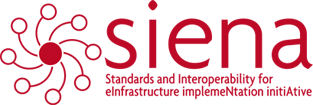 siena
Standards and Interoperability for
eInfrastructure implemeNtation initiAtive